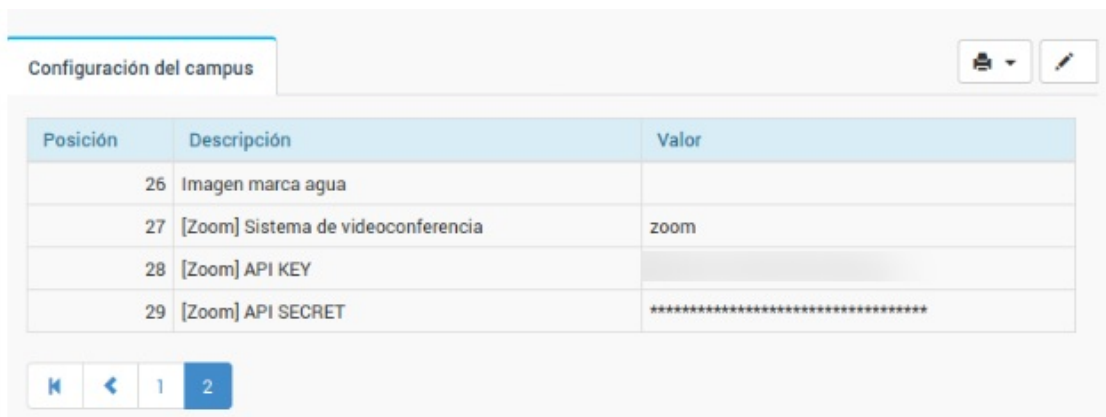 Configuración del campus
Posición Descripción Valor
26 Imagen marca agua
27 [Zoom] Sistema de videoconferencia zoom
28 [Zoom] API KEY
29 [Zoom] API SECRET ***********************************
1 2